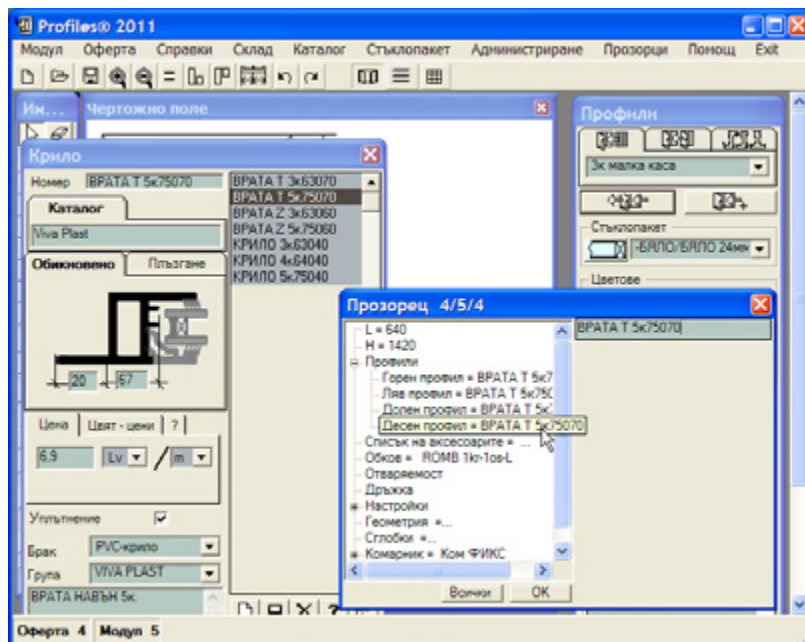 Profiles® 2011
Модул Оферта Справки Склад Каталог Стъклопакет Администриране Прозорци Помощ Exit
Ин... Чертожно поле
Профили
3к малка каса
Стъклопакет
-БЯЛО/БЯЛО 24мм
Цветове
Крило
Номер ВРАТА Т 5к75070
Каталог
Viva Plast
Обикновено Плъзгане
20 67
Цена Цвят - цени ?
6,9 Lv / m
Уплътнение
Брак PVC-крило
Група VIVA PLAST
ВРАТА НАВЪН 5к.
ВРАТА Т 3к63070
ВРАТА Т 5к75070
ВРАТА Z 3к63060
ВРАТА Z 5к75060
КРИЛО 3к63040
КРИЛО 4к64040
КРИЛО 5к75040
Прозорец 4/5/4
L = 640
H = 1420
Профили
Горен профил = ВРАТА Т 5к7
Ляв профил = ВРАТА Т 5к750
Долен профил = ВРАТА Т 5к
Десен профил = ВРАТА Т 5к75070
Списък на аксесоарите = ...
Обков = ROMB 1kr-1os-L
Отваряемост
Дръжка
Настройки
Геометрия =...
Сглобки =...
Комарник = Ком ФИКС
ВРАТА Т 5к75070
Всички OK
Оферта 4 Модул 5